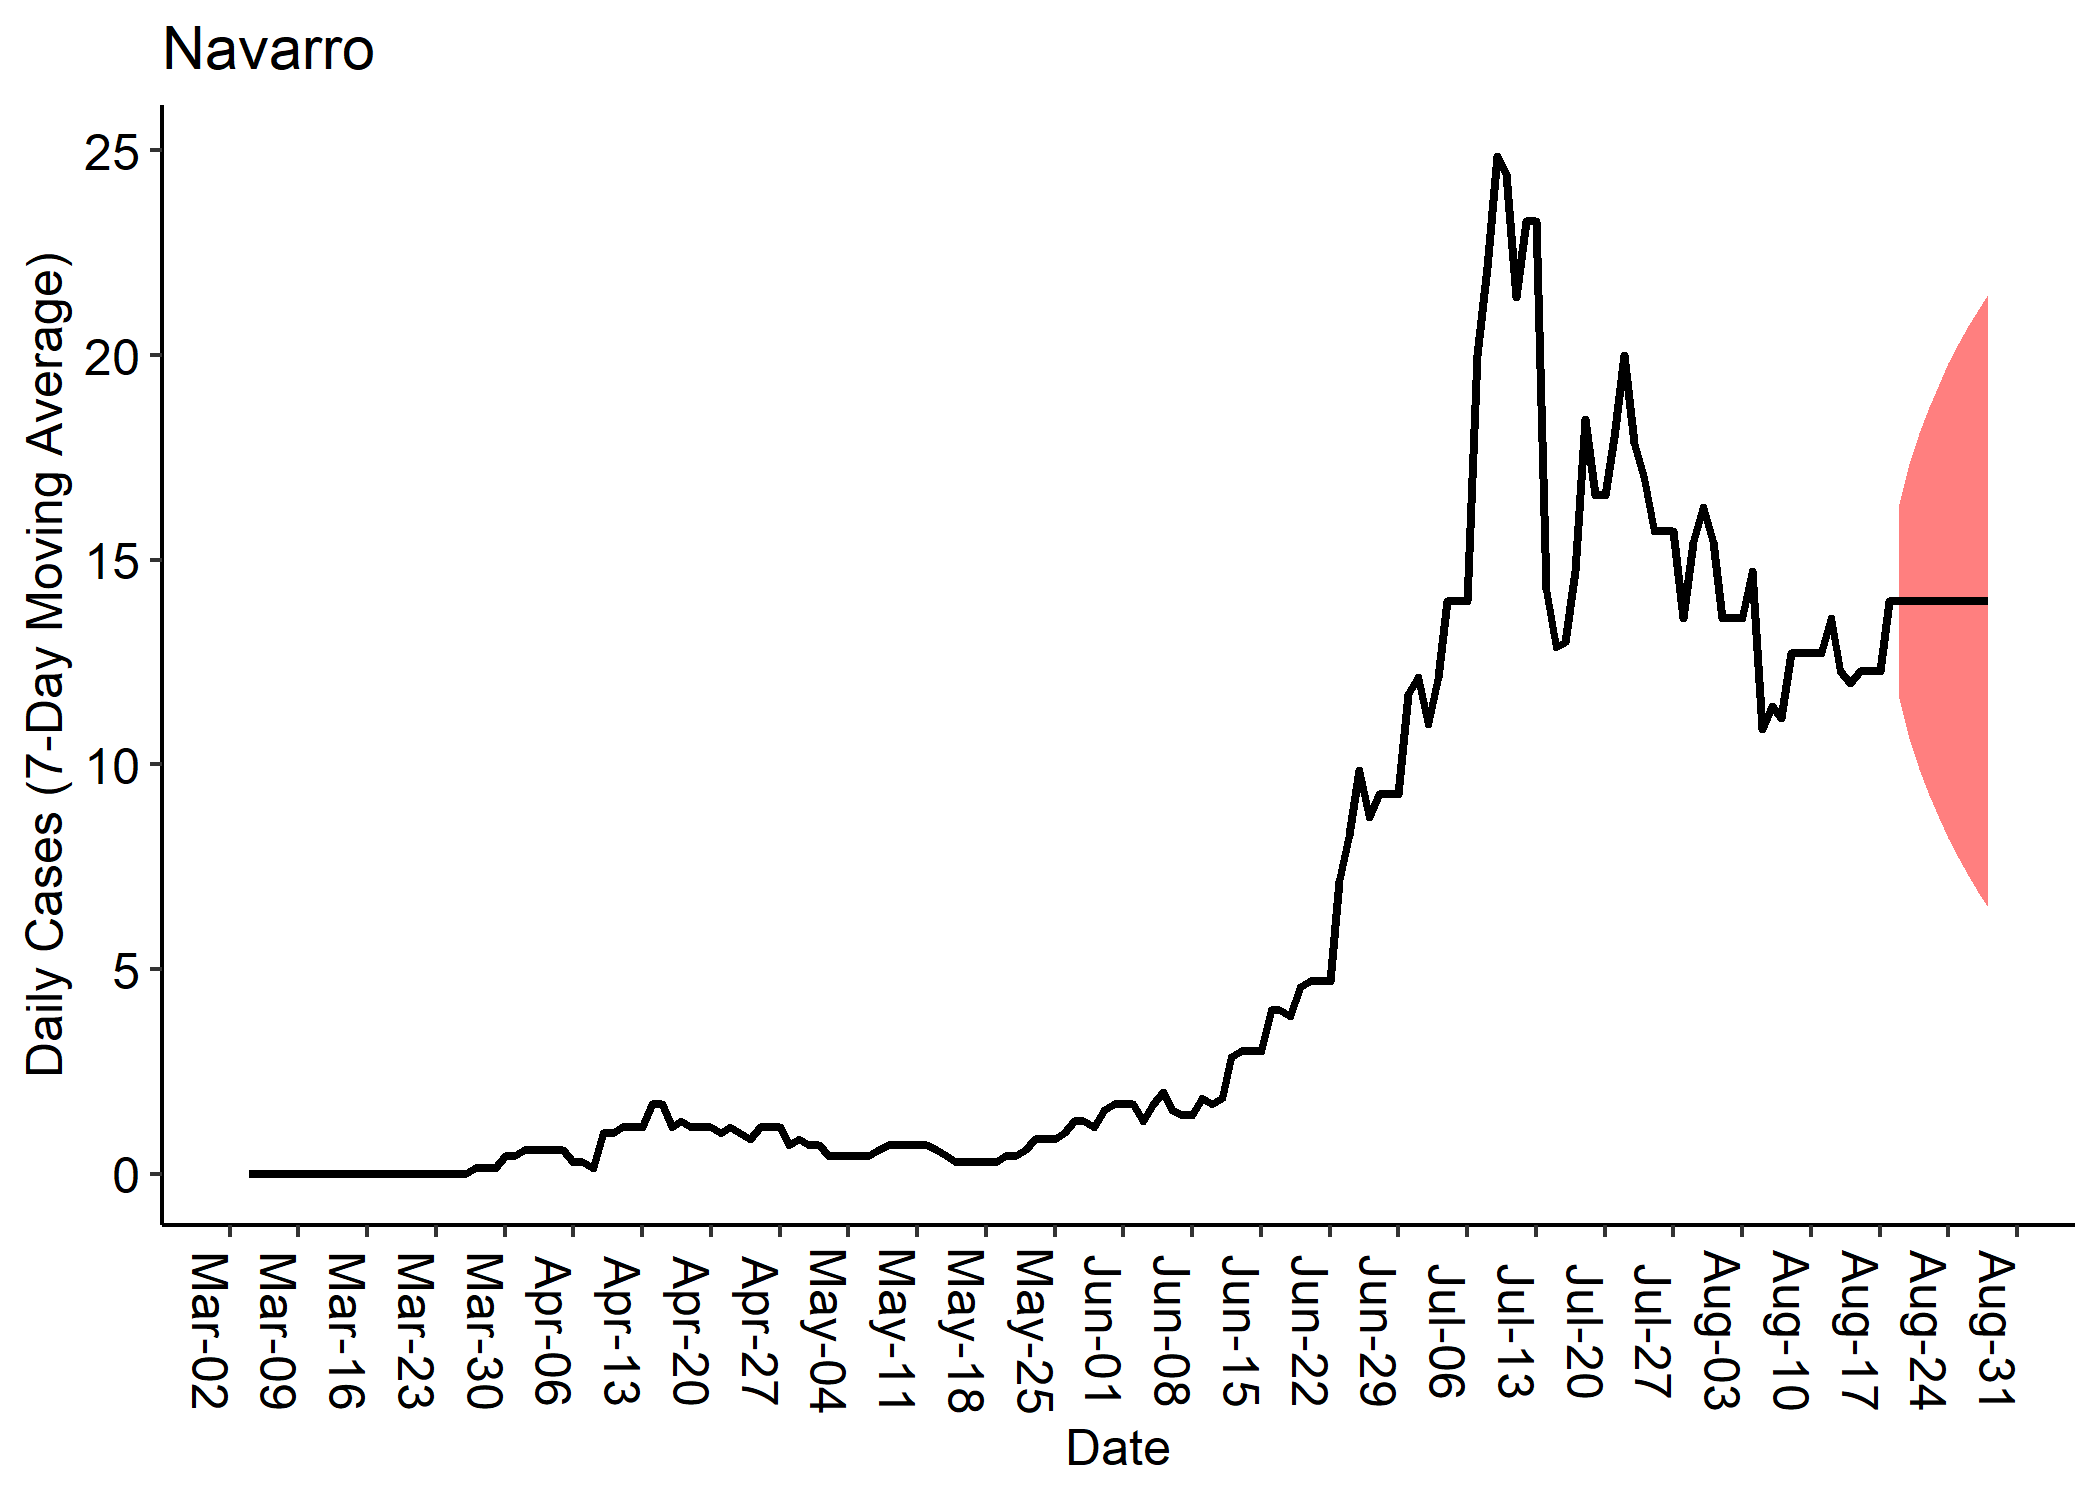 Navarro
Daily Cases (7-Day Moving Average)
25
20
15
10
5
0
Mar-02
Mar-09
Mar-16
Mar-23
Mar-30
Apr-06
Apr-13
Apr-20
Apr-27
May-04
May-11
May-18
May-25
Jun-01
Jun-08
Jun-15
Jun-22
Jun-29
Jul-06
Jul-13
Jul-20
Jul-27
Aug-03
Aug-10
Aug-17
Aug-24
Aug-31
Date